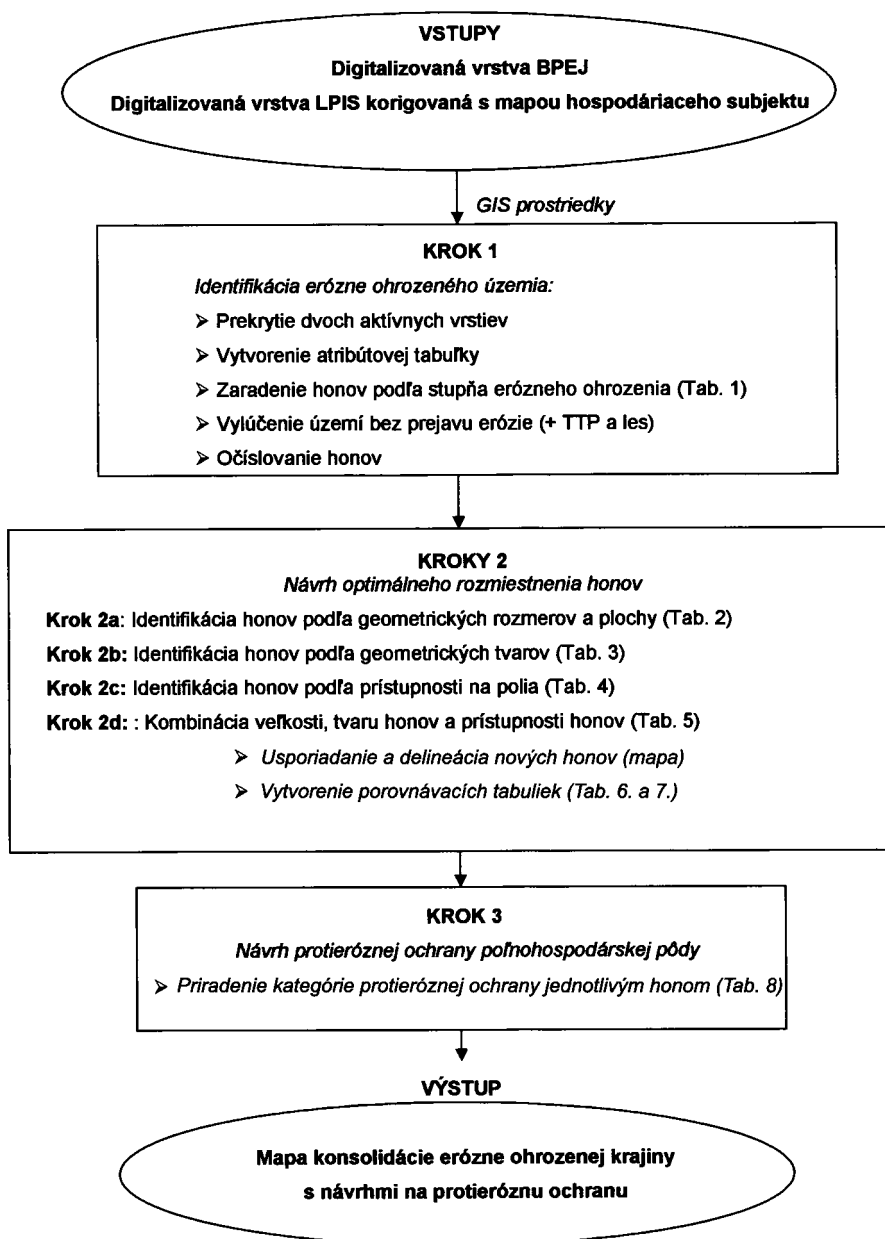 VSTUPY
Digitalizovaná vrstva BPEJ
Digitalizovaná vrstva LPIS korigovaná s mapou hospodáriaceho subjektu
GIS prostriedky
KROK 1
Identifikácia erózne ohrozeného územia:
➢ Prekrytie dvoch aktívnych vrstiev
➢ Vytvorenie atribútovej tabuľky
➢ Zaradenie honov podľa stupňa erózneho ohrozenia (Tab. 1)
➢ Vylúčenie území bez prejavu erózie (+ TTP a les)
➢ Očíslovanie honov
KROKY 2
Návrh optimálneho rozmiestnenia honov
Krok 2a: Identifikácia honov podľa geometrických rozmerov a plochy (Tab. 2)
Krok 2b: Identifikácia honov podľa geometrických tvarov (Tab. 3)
Krok 2c: Identifikácia honov podľa prístupnosti na polia (Tab. 4)
Krok 2d: : Kombinácia veľkosti, tvaru honov a prístupnosti honov (Tab. 5)
➢ Usporiadanie a delineácia nových honov (mapa)
➢ Vytvorenie porovnávacích tabuliek (Tab. 6. a 7.)
KROK 3
Návrh protieróznej ochrany poľnohospodárskej pôdy
➢ Priradenie kategórie protieróznej ochrany jednotlivým honom (Tab. 8)
VÝSTUP
Mapa konsolidácie erózne ohrozenej krajiny
s návrhmi na protieróznu ochranu